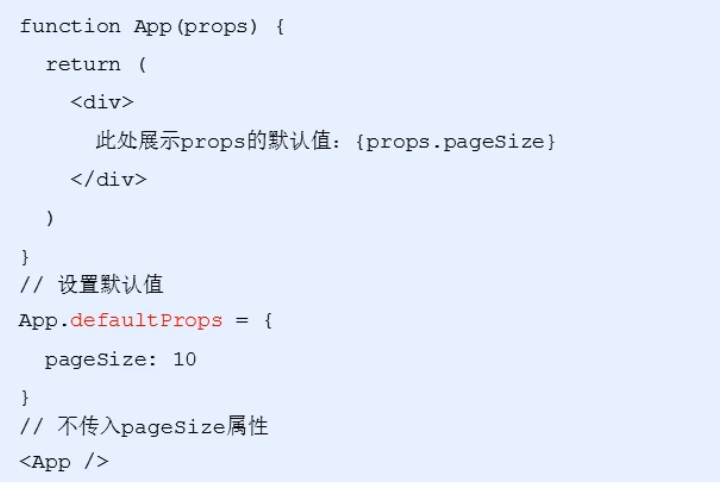 function App(props) {
  return (
    <div>
      此处展示props的默认值：{props.pageSize}
    </div>
  )
}
// 设置默认值
App.defaultProps = {
  pageSize: 10
}
// 不传入pageSize属性
<App />